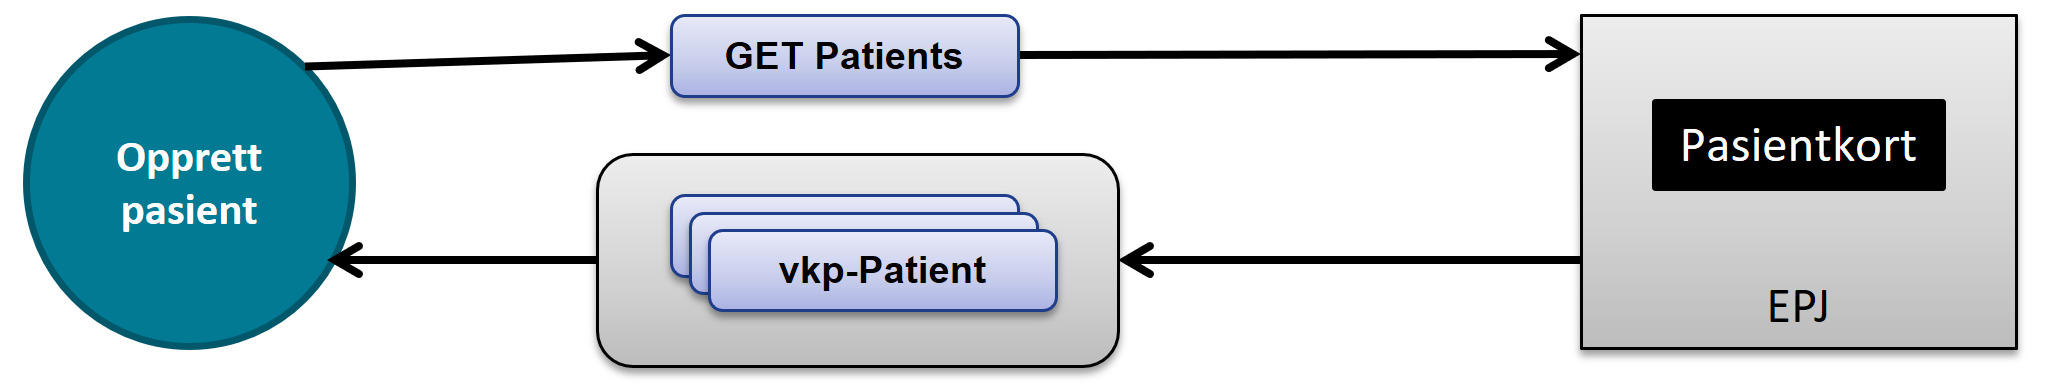 GET Patients
Opprett
pasient
Pasientkort
vkp-Patient
EPJ